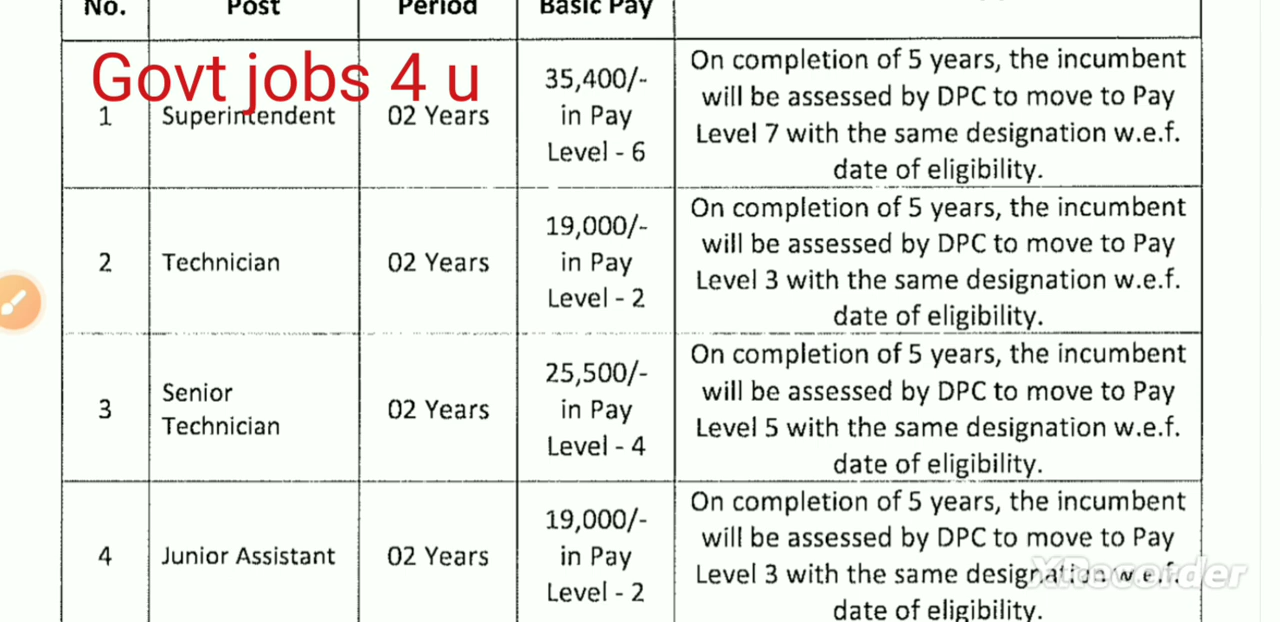 No.
Post
Period
Basic Pay
Govt jobs 4 u
1
Superintendent
02 Years
35,400/-
in Pay
Level - 6
On completion of 5 years, the incumbent
will be assessed by DPC to move to Pay
Level 7 with the same designation w.e.f.
date of eligibility.
2
Technician
02 Years
19,000/-
in Pay
Level - 2
On completion of 5 years, the incumbent
will be assessed by DPC to move to Pay
Level 3 with the same designation w.e.f.
date of eligibility.
3
Senior
Technician
02 Years
25,500/-
in Pay
Level - 4
On completion of 5 years, the incumbent
will be assessed by DPC to move to Pay
Level 5 with the same designation w.e.f.
date of eligibility.
4
Junior Assistant
02 Years
19,000/-
in Pay
Level - 2
On completion of 5 years, the incumbent
will be assessed by DPC to move to Pay
Level 3 with the same designation w.e.f.
date of eligibility.
XRecorder